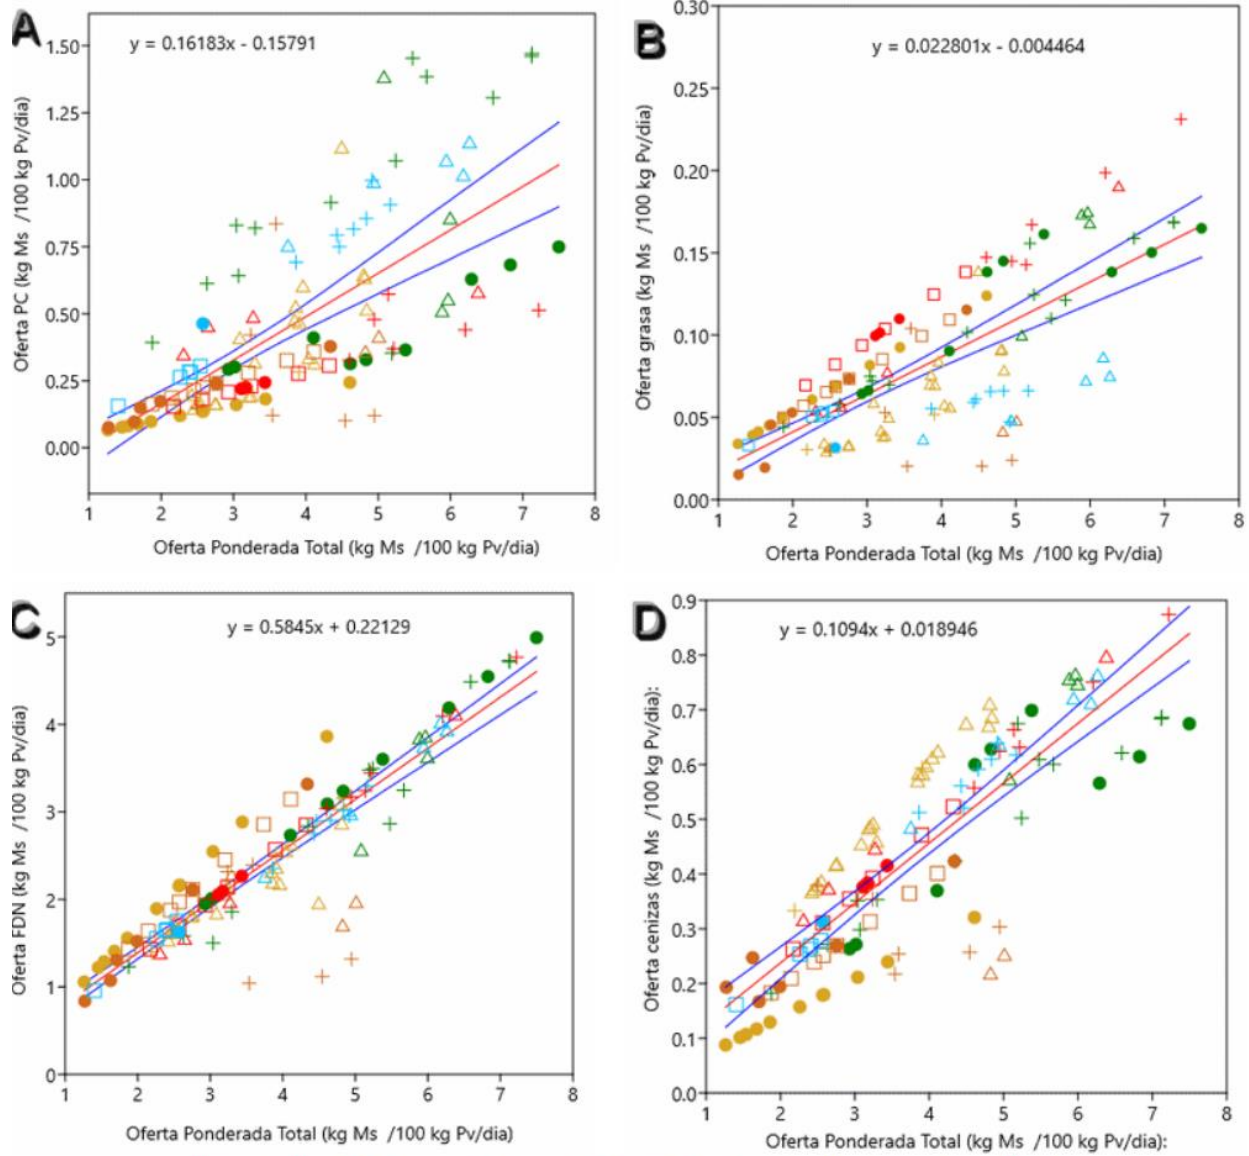 A
y = 0.16183x - 0.15791
1.50
1.25
1.00
0.75
0.50
0.25
0.00
Oferta PC (kg Ms /100 kg Pv/dia)
1 2 3 4 5 6 7 8
Oferta Ponderada Total (kg Ms /100 kg Pv/dia)
B
y = 0.022801x - 0.004464
0.30
0.25
0.20
0.15
0.10
0.05
0.00
Oferta grasa (kg Ms /100 kg Pv/dia)
1 2 3 4 5 6 7 8
Oferta Ponderada Total (kg Ms /100 kg Pv/dia)
C
y = 0.5845x + 0.22129
5
4
3
2
1
0
Oferta FDN (kg Ms /100 kg Pv/dia)
1 2 3 4 5 6 7 8
Oferta Ponderada Total (kg Ms /100 kg Pv/dia)
D
y = 0.1094x + 0.018946
0.9
0.8
0.7
0.6
0.5
0.4
0.3
0.2
0.1
0.0
Oferta cenizas (kg Ms /100 kg Pv/dia):
1 2 3 4 5 6 7 8
Oferta Ponderada Total (kg Ms /100 kg Pv/dia):